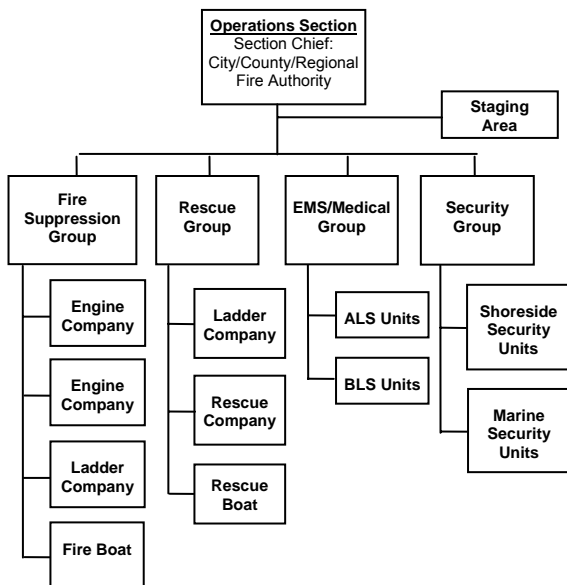 Operations Section
Section Chief:
City/County/Regional
Fire Authority
Staging
Area
Fire
Suppression
Group
Rescue
Group
EMS/Medical
Group
Security
Group
Engine
Company
Engine
Company
Ladder
Company
Fire Boat
Ladder
Company
Rescue
Company
Rescue
Boat
ALS Units
BLS Units
Shoreside
Security
Units
Marine
Security
Units